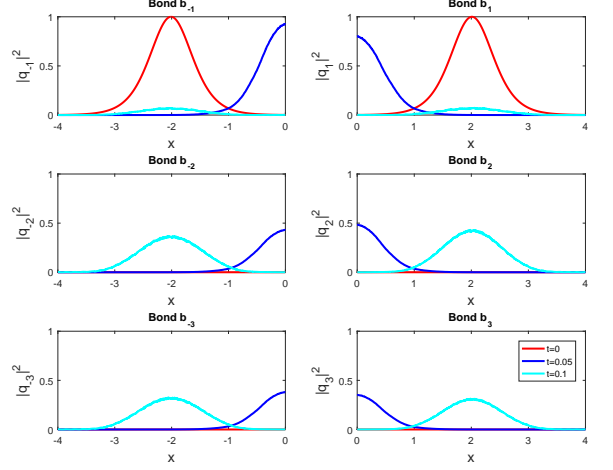 Bond b-1
|q-1|2
1
0.5
0
-4 -3 -2 -1 0
x
Bond b1
|q1|2
1
0.5
0
0 1 2 3 4
x
Bond b-2
|q-2|2
1
0.5
0
-4 -3 -2 -1 0
x
Bond b2
|q2|2
1
0.5
0
0 1 2 3 4
x
Bond b-3
|q-3|2
1
0.5
0
-4 -3 -2 -1 0
x
Bond b3
|q3|2
1
0.5
0
t=0
t=0.05
t=0.1
0 1 2 3 4
x